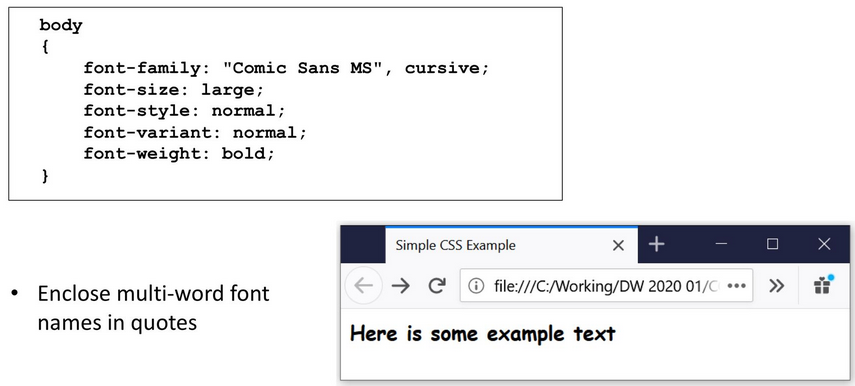 body
{
    font-family: "Comic Sans MS", cursive;
    font-size: large;
    font-style: normal;
    font-variant: normal;
    font-weight: bold;
}
Simple CSS Example
file:///C:/Working/DW 2020 01/C
Here is some example text
• Enclose multi-word font
names in quotes